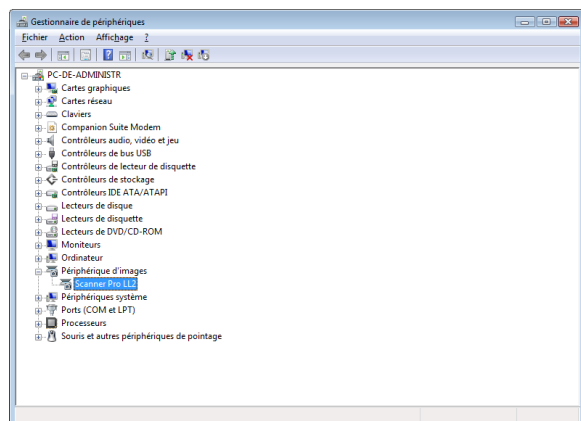 Gestionnaire de périphériques
Fichier Action Affichage ?
PC-DE-ADMINISTR
Cartes graphiques
Cartes réseau
Claviers
Companion Suite Modem
Contrôleurs audio, vidéo et jeu
Contrôleurs de bus USB
Contrôleurs de lecteur de disquette
Contrôleurs de stockage
Contrôleurs IDE ATA/ATAPI
Lecteurs de disque
Lecteurs de disquette
Lecteurs de DVD/CD-ROM
Moniteurs
Ordinateur
Périphérique d'images
Scanner Pro LL2
Périphériques système
Ports (COM et LPT)
Processeurs
Souris et autres périphériques de pointage